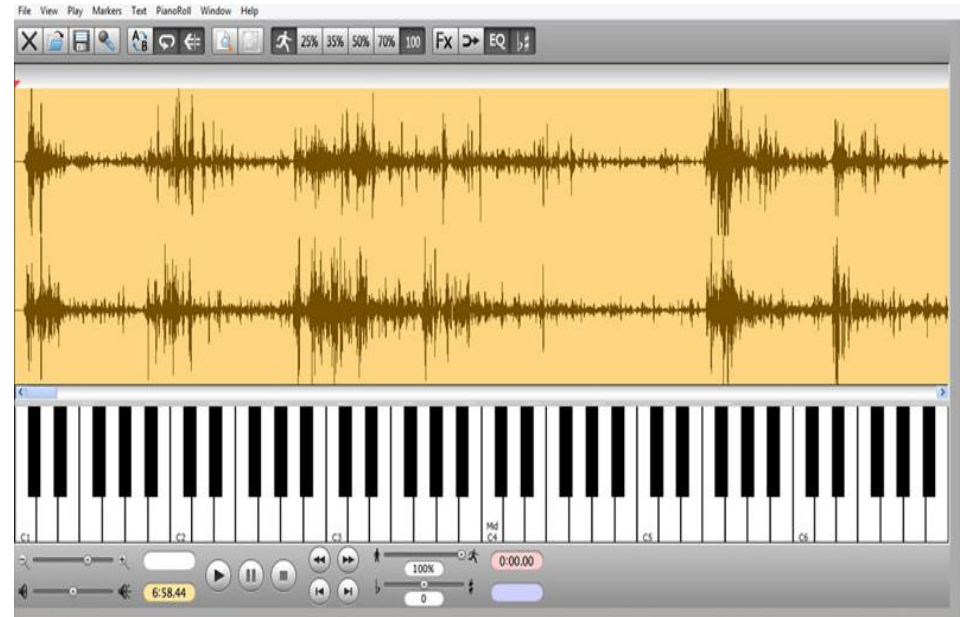 File View Play Markers Text PianoRoll Window Help
A B 25% 35% 50% 70% 100 Fx EQ ♭♯
Mid
C1 C2 C3 C4 C5 C6
100% 0:00.00
6:58.44 ♭ 0 ♯